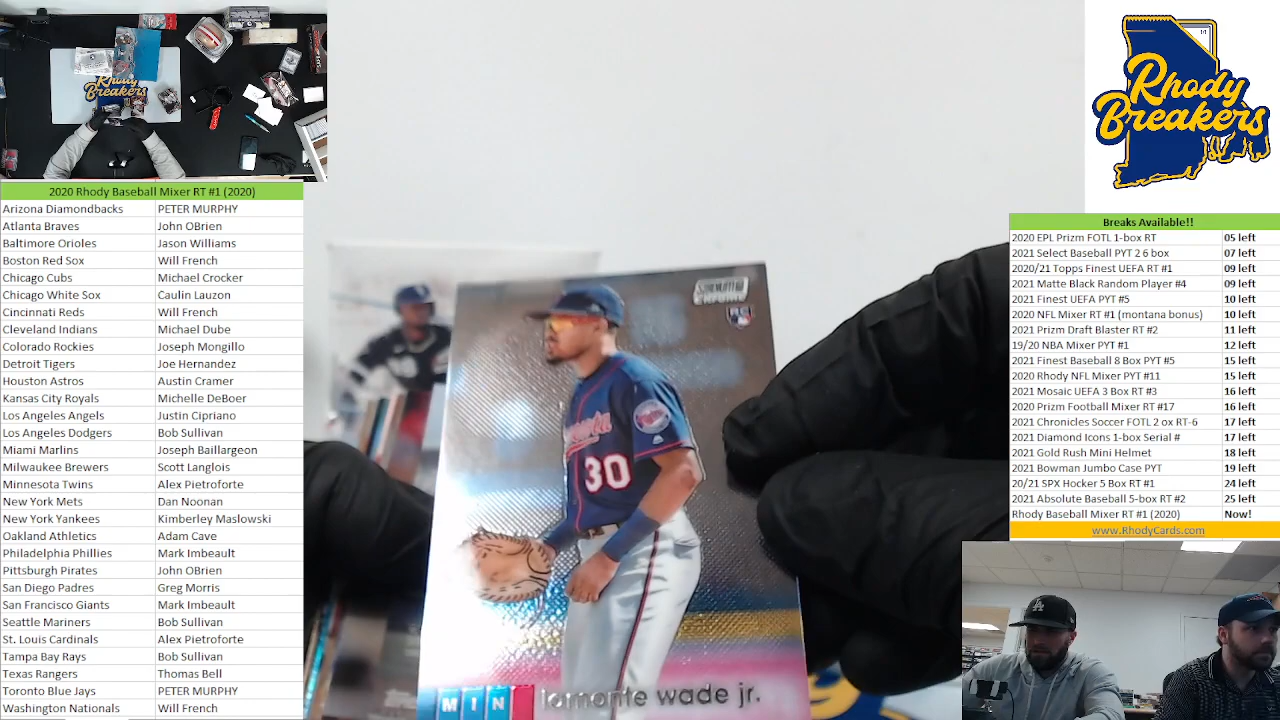 Rhody
Breakers
2020 Rhody Baseball Mixer RT #1 (2020)
Arizona Diamondbacks PETER MURPHY
Atlanta Braves John OBrien
Baltimore Orioles Jason Williams
Boston Red Sox Will French
Chicago Cubs Michael Crocker
Chicago White Sox Caulin Lauzon
Cincinnati Reds Will French
Cleveland Indians Michael Dube
Colorado Rockies Joseph Mongillo
Detroit Tigers Joe Hernandez
Houston Astros Austin Cramer
Kansas City Royals Michelle DeBoer
Los Angeles Angels Justin Cipriano
Los Angeles Dodgers Bob Sullivan
Miami Marlins Joseph Baillargeon
Milwaukee Brewers Scott Langlois
Minnesota Twins Alex Pietroforte
New York Mets Dan Noonan
New York Yankees Kimberley Maslowski
Oakland Athletics Adam Cave
Philadelphia Phillies Mark Imbeault
Pittsburgh Pirates John OBrien
San Diego Padres Greg Morris
San Francisco Giants Mark Imbeault
Seattle Mariners Bob Sullivan
St. Louis Cardinals Alex Pietroforte
Tampa Bay Rays Bob Sullivan
Texas Rangers Thomas Bell
Toronto Blue Jays PETER MURPHY
Washington Nationals Will French
CHROME
RC
30
MIN lamonte wade jr.
Rhody
Breakers
Breaks Available!!
2020 EPL Prizm FOTL 1-box RT 05 left
2021 Select Baseball PYT 2 6 box 07 left
2020/21 Topps Finest UEFA RT #1 09 left
2021 Matte Black Random Player #4 09 left
2021 Finest UEFA PYT #5 10 left
2020 NFL Mixer RT #1 (montana bonus) 10 left
2021 Prizm Draft Blaster RT #2 11 left
19/20 NBA Mixer PYT #1 12 left
2021 Finest Baseball 8 Box PYT #5 15 left
2020 Rhody NFL Mixer PYT #11 15 left
2021 Mosaic UEFA 3 Box RT #3 16 left
2020 Prizm Football Mixer RT #17 16 left
2021 Chronicles Soccer FOTL 2 ox RT-6 17 left
2021 Diamond Icons 1-box Serial # 17 left
2021 Gold Rush Mini Helmet 18 left
2021 Bowman Jumbo Case PYT 19 left
20/21 SPX Hocker 5 Box RT #1 24 left
2021 Absolute Baseball 5-box RT #2 25 left
Rhody Baseball Mixer RT #1 (2020) Now!
www.RhodyCards.com
LA